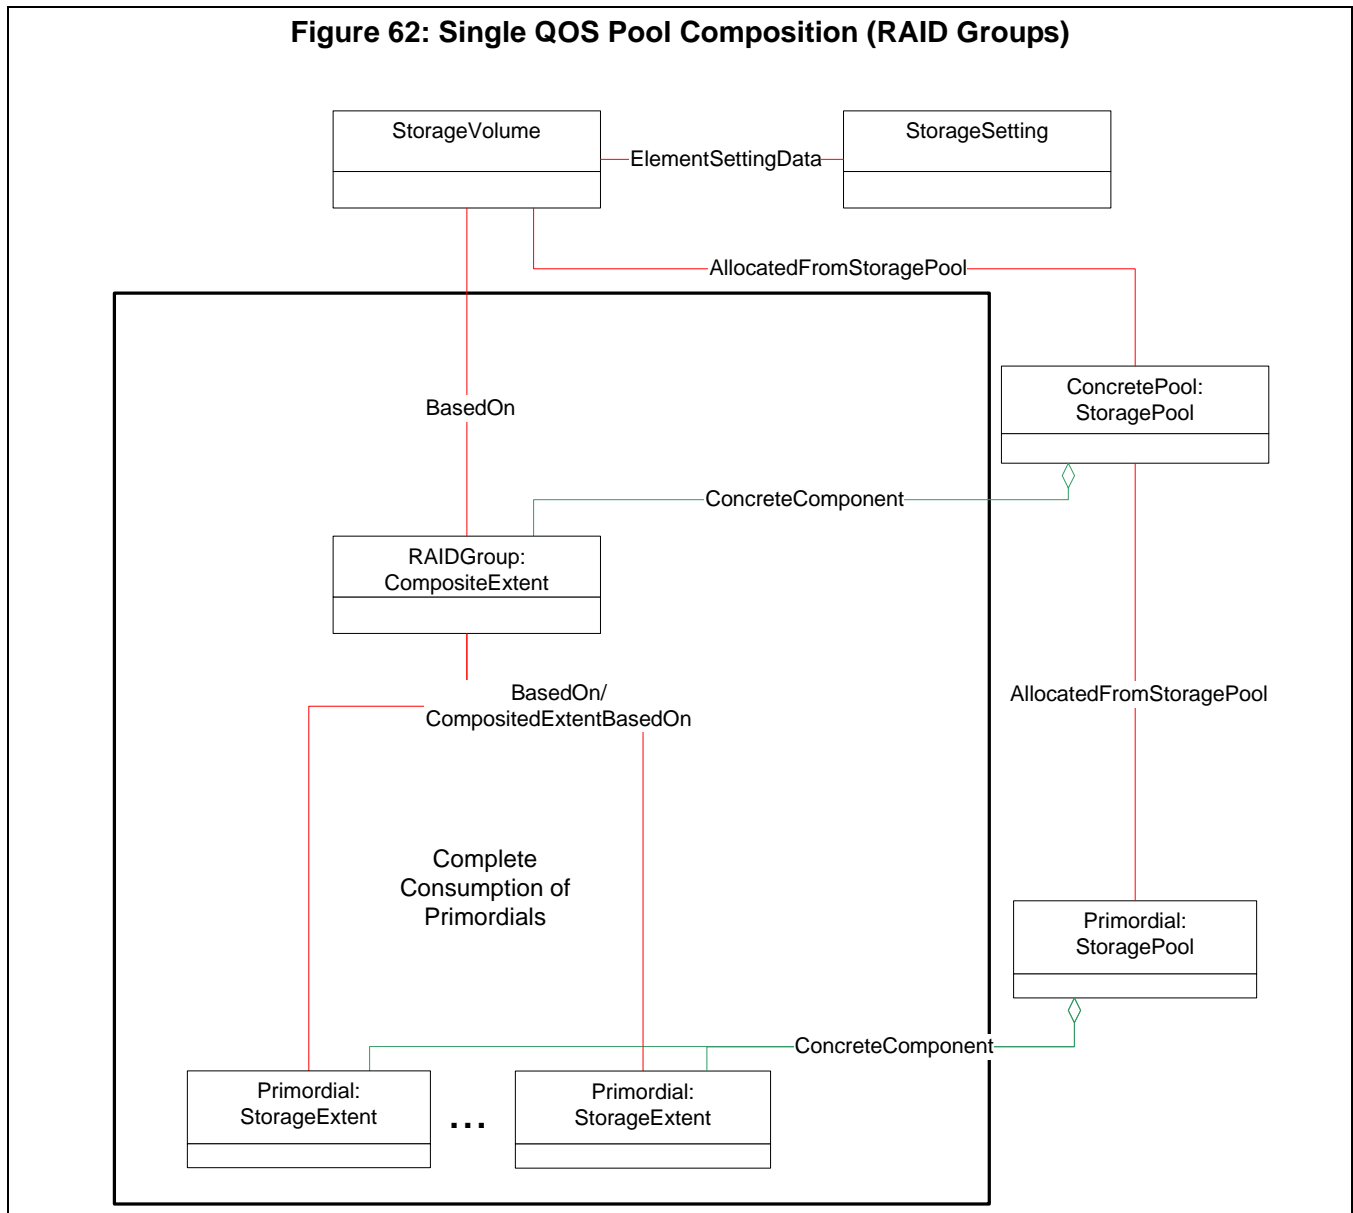 Figure 62: Single QOS Pool Composition (RAID Groups)
StorageVolume
StorageSetting
ElementSettingData
AllocatedFromStoragePool
ConcretePool:
StoragePool
BasedOn
ConcreteComponent
RAIDGroup:
CompositeExtent
BasedOn/
CompositedExtentBasedOn
AllocatedFromStoragePool
Complete
Consumption of
Primordials
Primordial:
StoragePool
ConcreteComponent
Primordial:
StorageExtent
...
Primordial:
StorageExtent